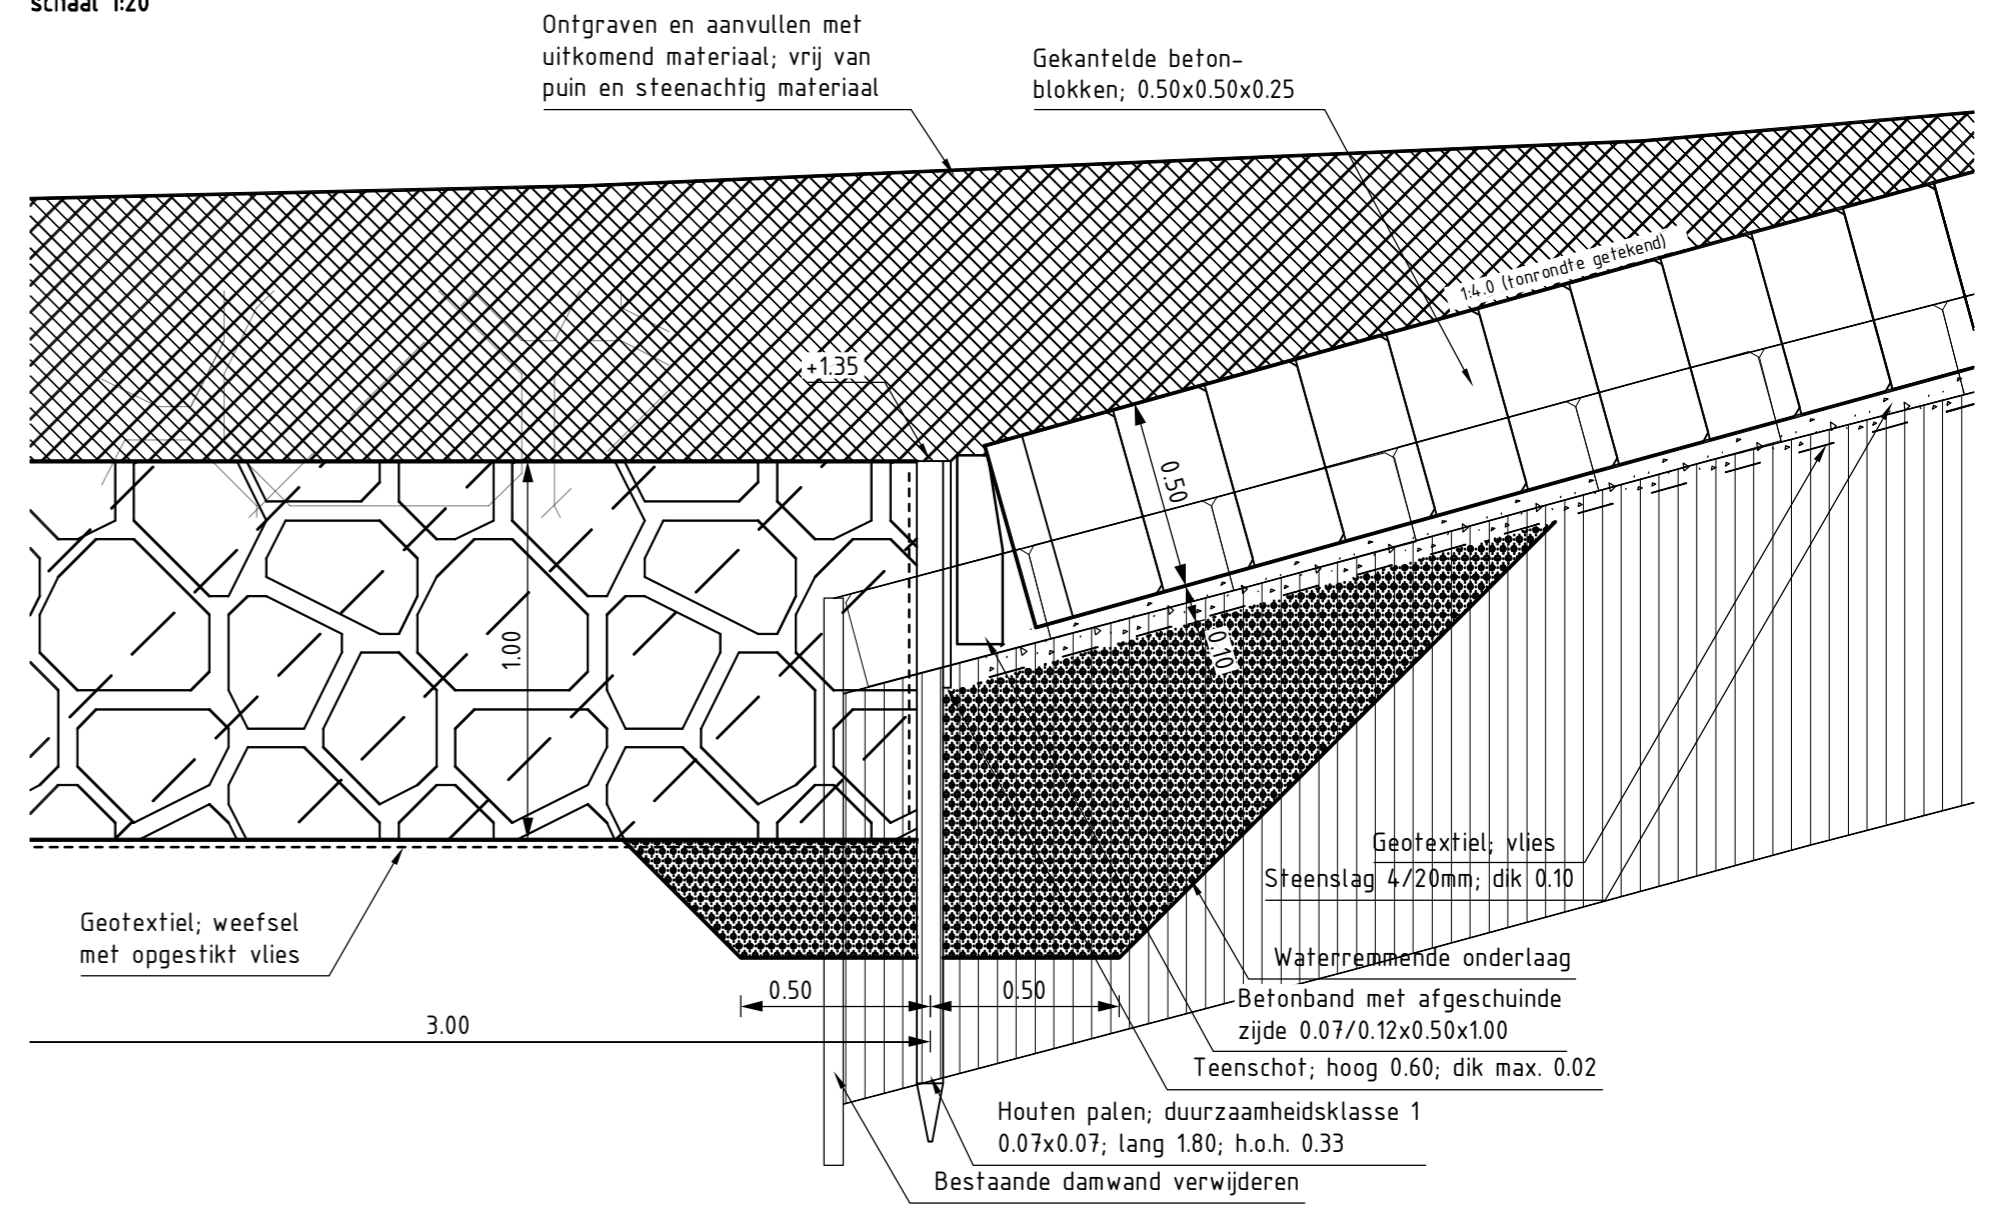 schaal 1:20
Ontgraven en aanvullen met
uitkomend materiaal; vrij van
puin en steenachtig materiaal
Gekantelde beton-
blokken; 0.50x0.50x0.25
1:4.0 (tonrondte getekend)
+1.35
0.50
1.00
0.10
Geotextiel; vlies
Steenslag 4/20mm; dik 0.10
Geotextiel; weefsel
met opgestikt vlies
Waterremmende onderlaag
0.50
0.50
Betonband met afgeschuinde
zijde 0.07/0.12x0.50x1.00
3.00
Teenschot; hoog 0.60; dik max. 0.02
Houten palen; duurzaamheidsklasse 1
0.07x0.07; lang 1.80; h.o.h. 0.33
Bestaande damwand verwijderen